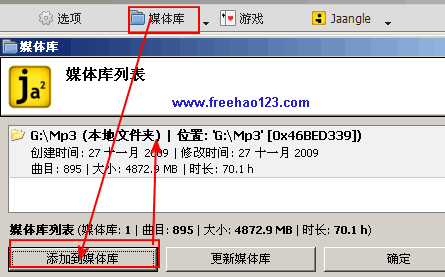 选项 媒体库 游戏 Jaangle
媒体库
ja²
媒体库列表
www.freehao123.com
G:\Mp3 (本地文件夹) | 位置: 'G:\Mp3' [0x46BED339])
创建时间: 27 十一月 2009 | 修改时间: 27 十一月 2009
曲目: 895 | 大小: 4872.9 MB | 时长: 70.1 h
媒体库列表 (媒体库: 1 | 曲目: 895 | 大小: 4872.9 MB | 时长: 70.1 h)
添加到媒体库 更新媒体库 确定